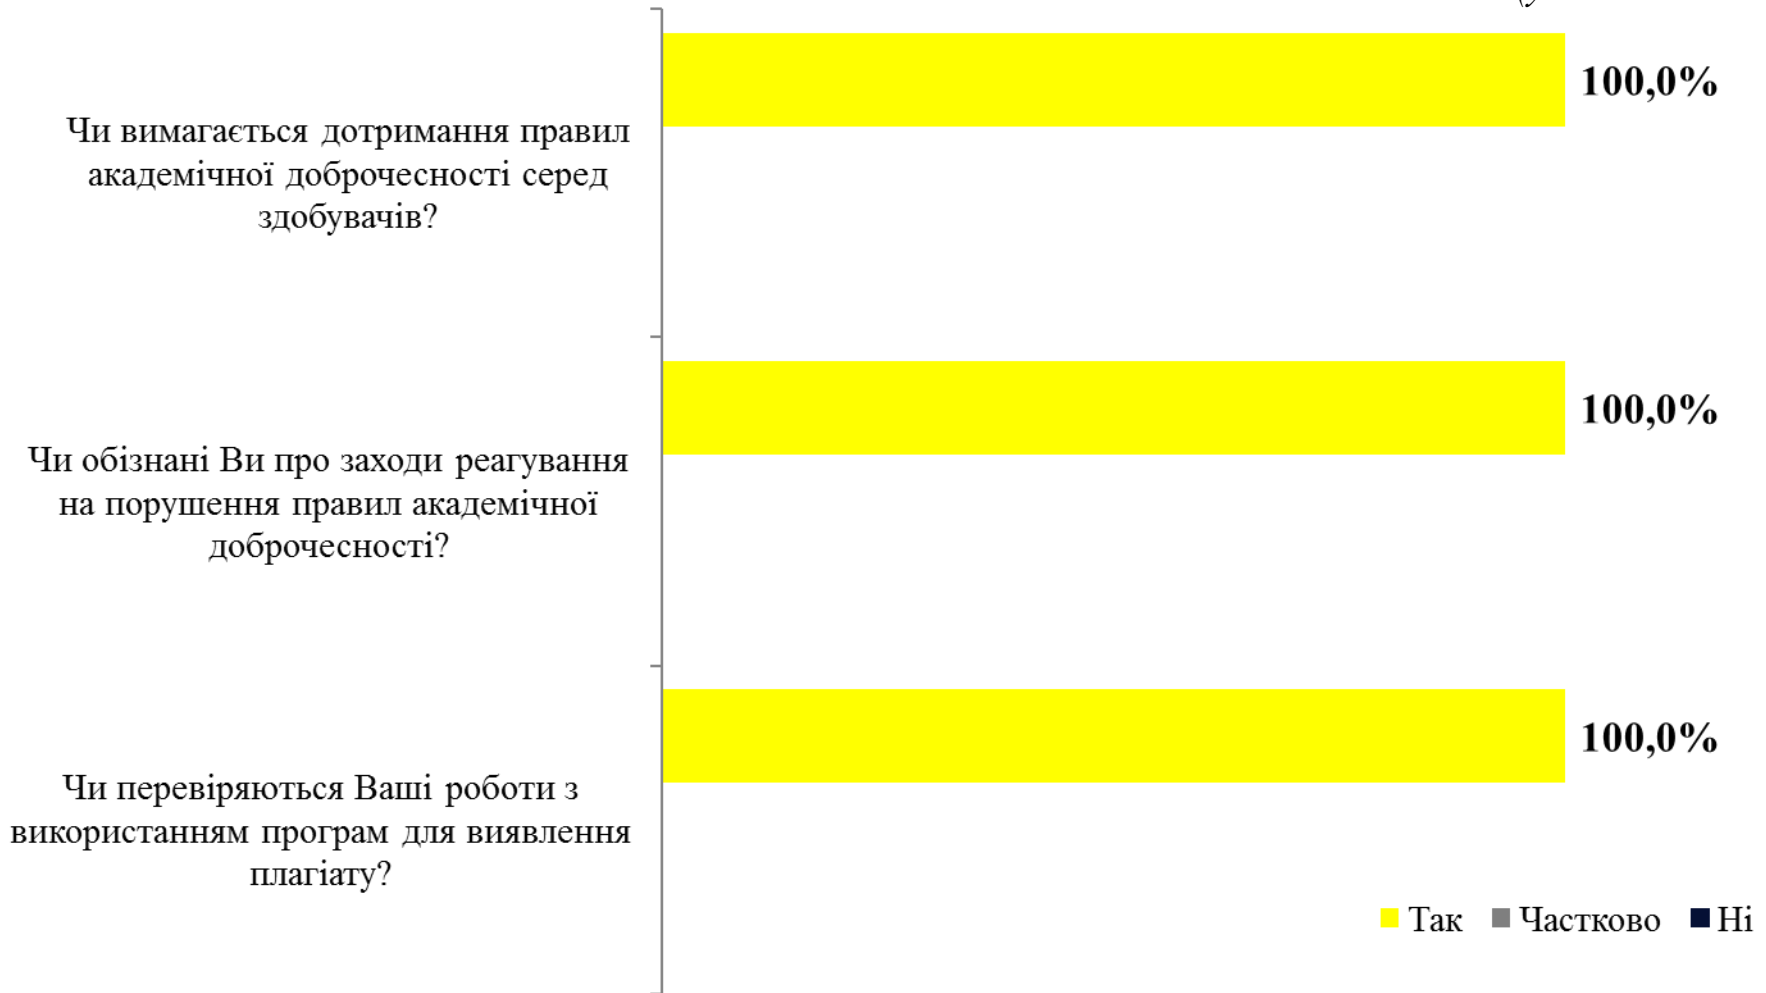 100,0%
Чи вимагається дотримання правил
академічної доброчесності серед
здобувачів?
100,0%
Чи обізнані Ви про заходи реагування
на порушення правил академічної
доброчесності?
100,0%
Чи перевіряються Ваші роботи з
використанням програм для виявлення
плагіату?
Так Частково Ні